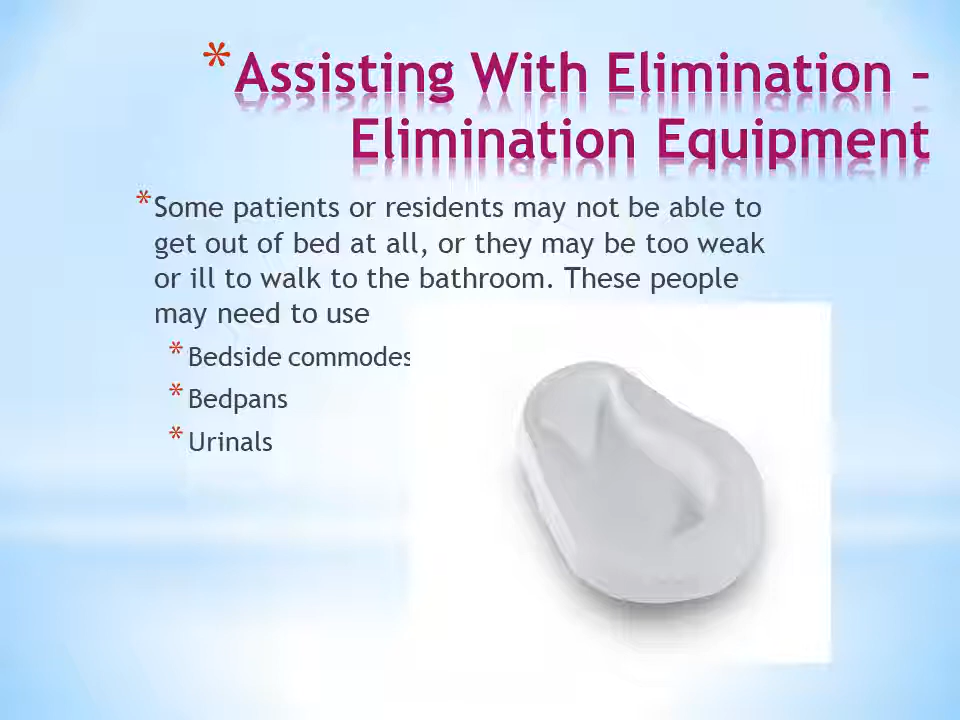 * Assisting With Elimination –
Elimination Equipment
* Some patients or residents may not be able to
get out of bed at all, or they may be too weak
or ill to walk to the bathroom. These people
may need to use
* Bedside commodes
* Bedpans
* Urinals